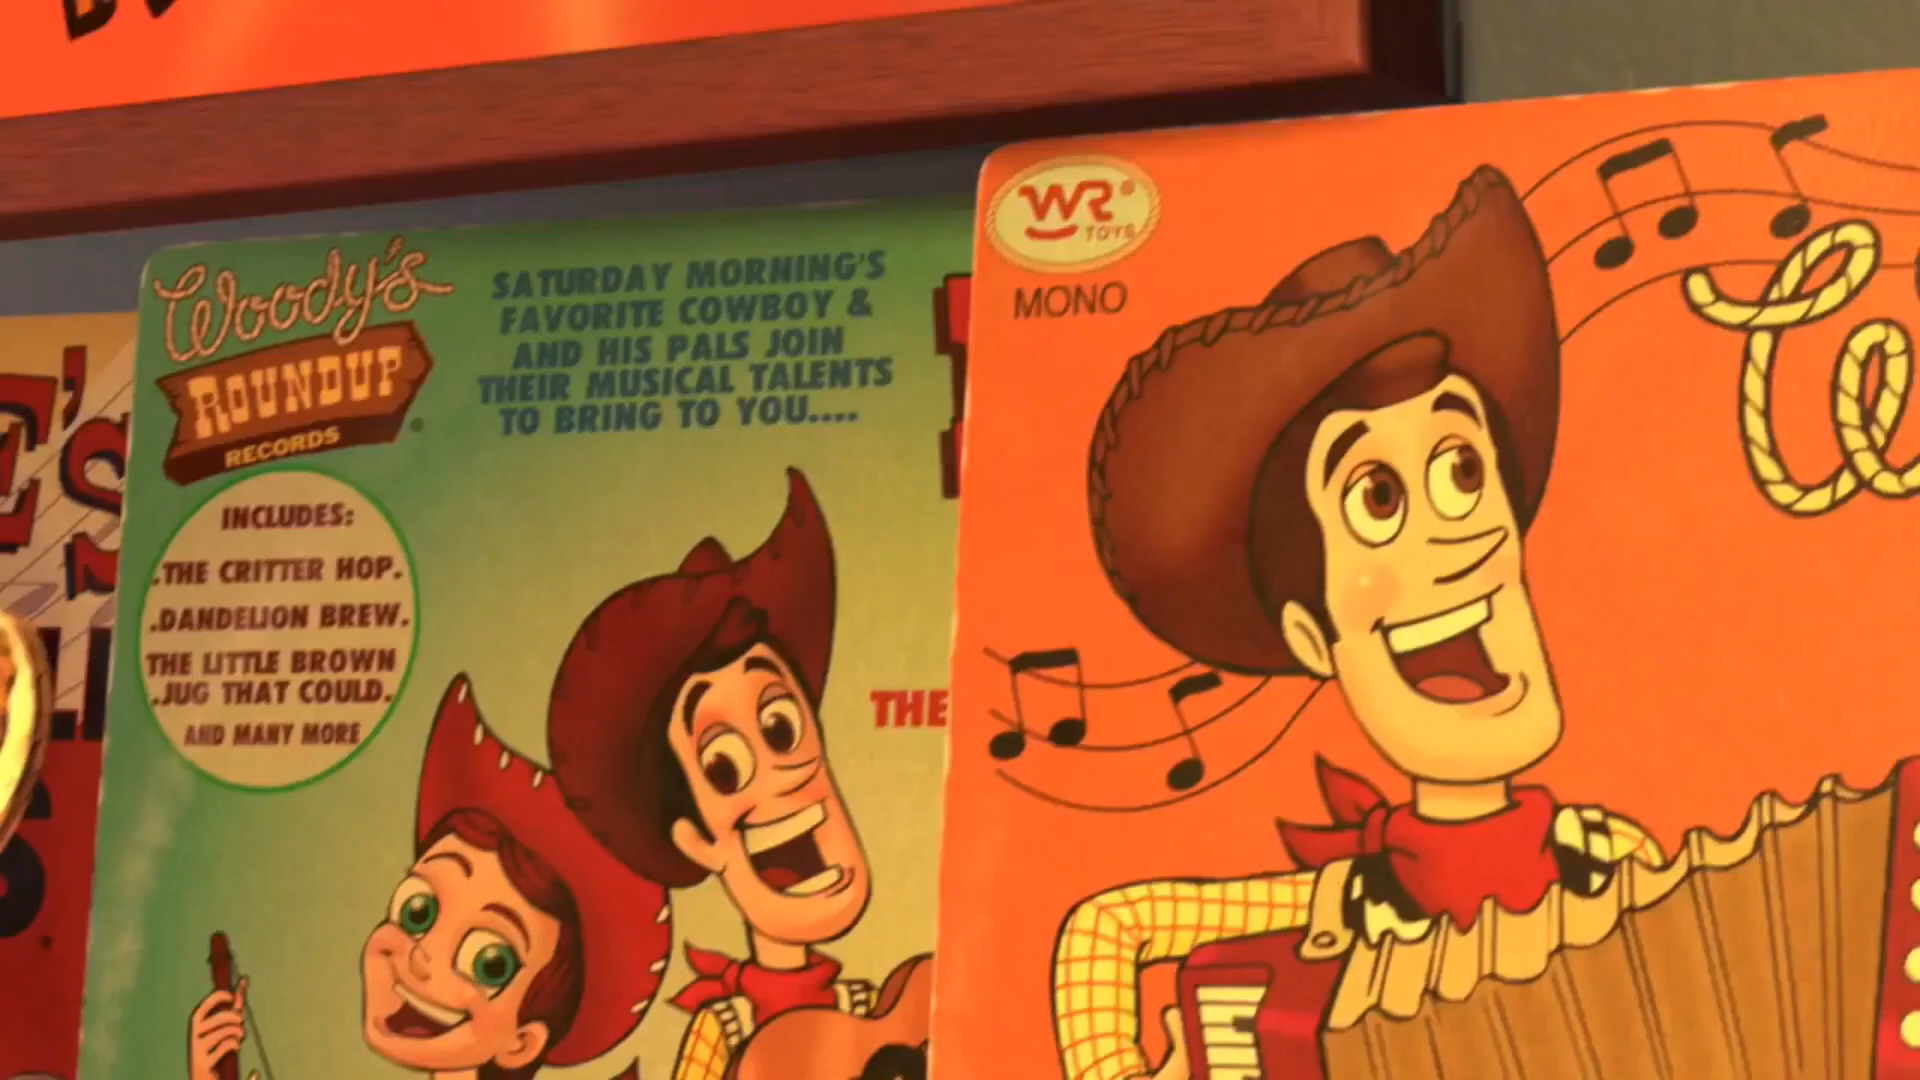 Woody's
ROUNDUP
RECORDS
SATURDAY MORNING'S
FAVORITE COWBOY &
AND HIS PALS JOIN
THEIR MUSICAL TALENTS
TO BRING TO YOU....
INCLUDES:
.THE CRITTER HOP.
.DANDELION BREW.
THE LITTLE BROWN
.JUG THAT COULD.
AND MANY MORE
THE
WR®
TOYS
MONO
E'S
S.